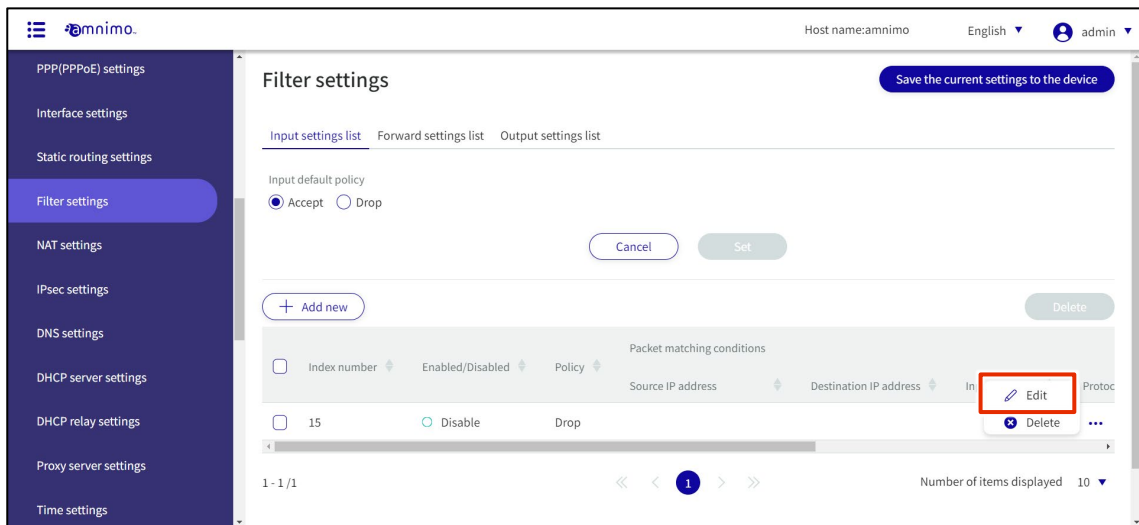 amnimo
Host name:amnimo
English
admin
PPP(PPPoE) settings
Interface settings
Static routing settings
Filter settings
NAT settings
IPsec settings
DNS settings
DHCP server settings
DHCP relay settings
Proxy server settings
Time settings
Filter settings
Save the current settings to the device
Input settings list Forward settings list Output settings list
Input default policy
Accept Drop
Cancel Set
+ Add new
Delete
Packet matching conditions
Index number Enabled/Disabled Policy
Source IP address Destination IP address In Protoc
Edit
Delete
15 Disable Drop
1 - 1 /1
1
Number of items displayed 10